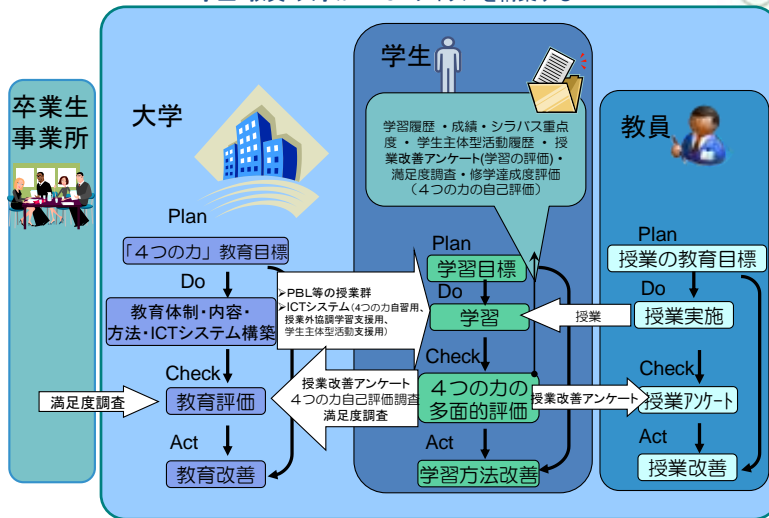 卒業生
事業所
大学
学生
教員
学習履歴 ・成績・シラバス重点
度 ・ 学生主体型活動履歴 ・ 授
業改善アンケート(学習の評価)・
満足度調査・修学達成度評価
(４つの力の自己評価)
Plan
「４つの力」教育目標
Do
教育体制・内容・
方法・ICTシステム構築
Check
教育評価
Act
教育改善
満足度調査
➢PBL等の授業群
➢ICTシステム(４つの力自習用、
授業外協調学習支援用、
学生主体型活動支援用)
授業改善アンケート
４つの力自己評価調査
満足度調査
Plan
学習目標
Do
学習
Check
４つの力の
多面的評価
Act
学習方法改善
授業
授業改善アンケート
Plan
授業の教育目標
Do
授業実施
Check
授業ｱﾝｹｰﾄ
Act
授業改善